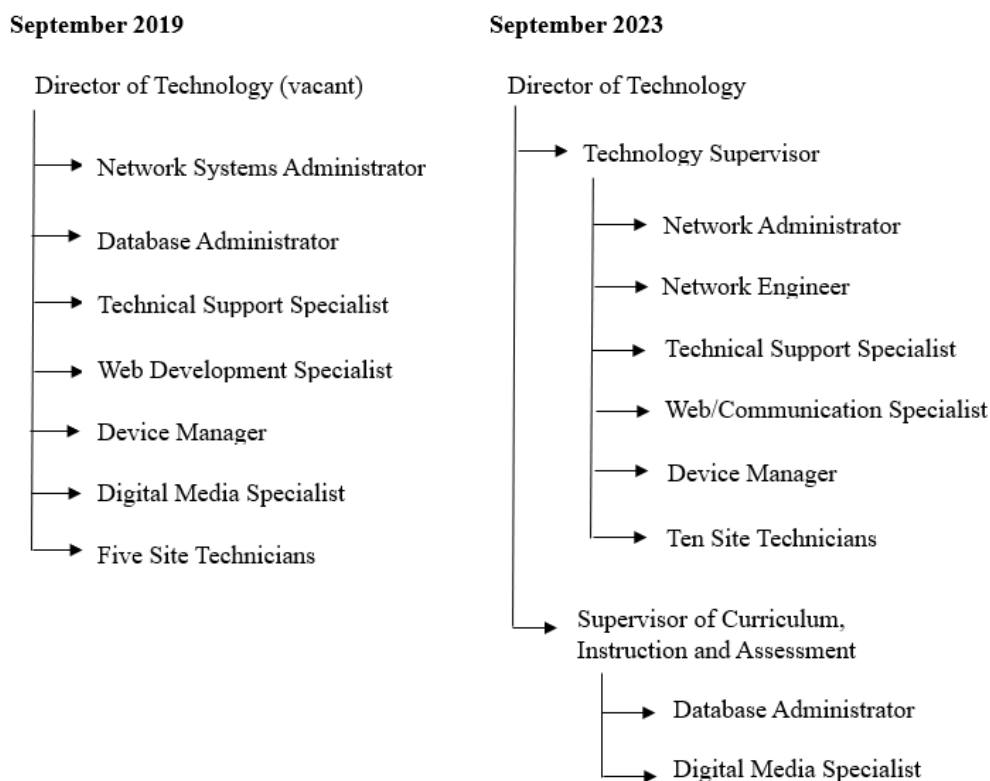 September 2019
Director of Technology (vacant)
Network Systems Administrator
Database Administrator
Technical Support Specialist
Web Development Specialist
Device Manager
Digital Media Specialist
Five Site Technicians
September 2023
Director of Technology
Technology Supervisor
Network Administrator
Network Engineer
Technical Support Specialist
Web/Communication Specialist
Device Manager
Ten Site Technicians
Supervisor of Curriculum,
Instruction and Assessment
Database Administrator
Digital Media Specialist